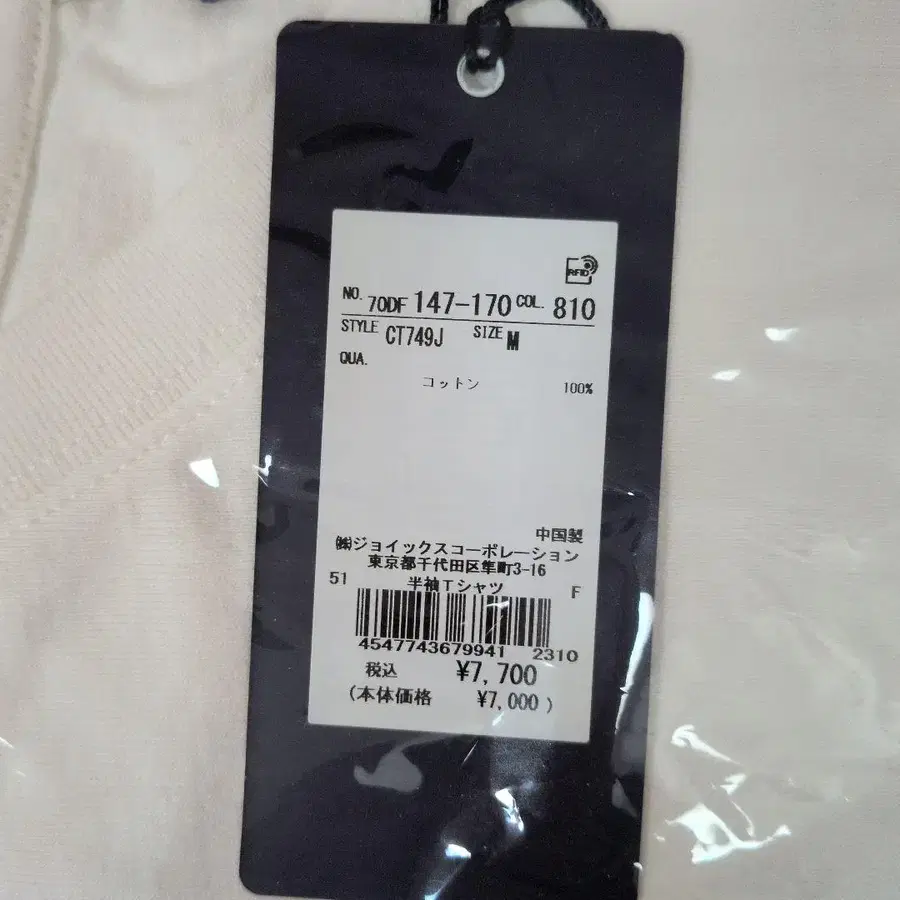 RFID
NO. 70DF 147-170 COL. 810
STYLE CT749J SIZE M
QUA.
コットン 100%
中国製
㈱ジョイックスコーポレーション
東京都千代田区隼町3-16
51 半袖Tシャツ F
4547743679941 2310
税込 ¥7,700
(本体価格 ¥7,000)